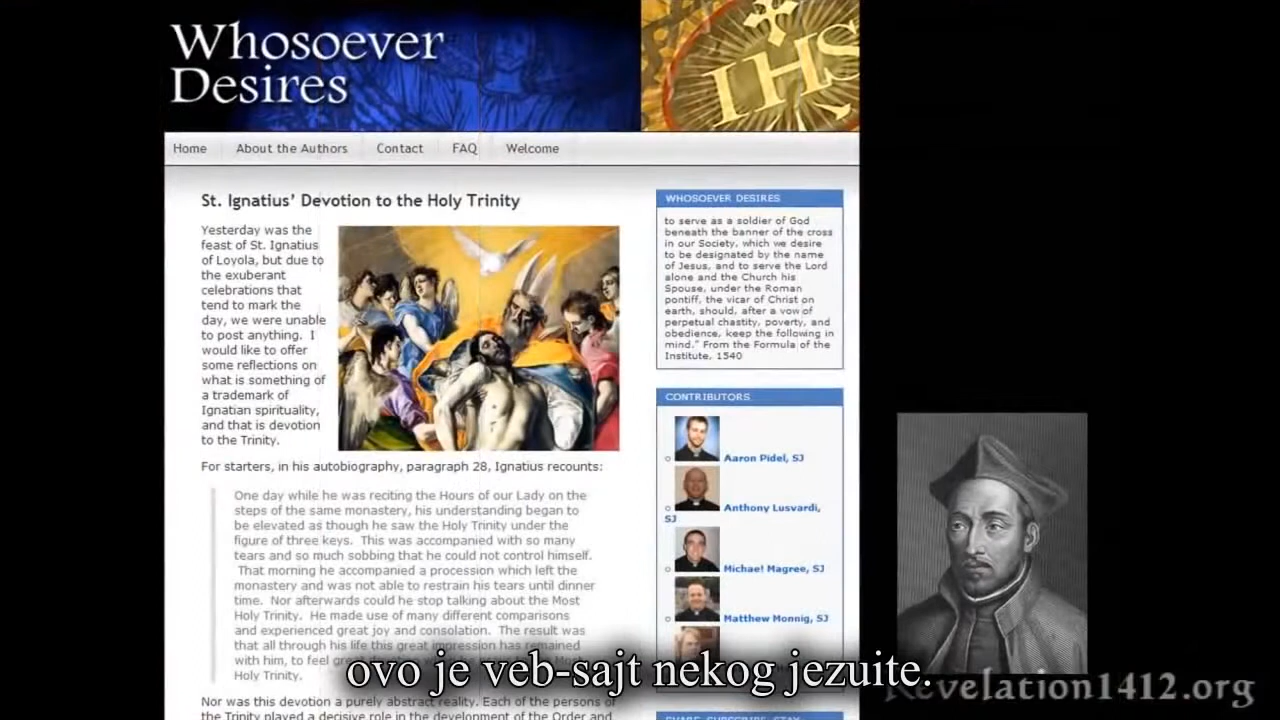 Whosoever
Desires
IHS
Home About the Authors Contact FAQ Welcome
St. Ignatius' Devotion to the Holy Trinity
Yesterday was the
feast of St. Ignatius
of Loyola, but due to
the exuberant
celebrations that
tend to mark the
day, we were unable
to post anything. I
would like to offer
some reflections on
what is something of
a trademark of
Ignatian spirituality,
and that is devotion
to the Trinity.
For starters, in his autobiography, paragraph 28, Ignatius recounts:
One day while he was reciting the Hours of our Lady on the
steps of the same monastery, his understanding began to
be elevated as though he saw the Holy Trinity under the
figure of three keys. This was accompanied with so many
tears and so much sobbing that he could not control himself.
That morning he accompanied a procession which left the
monastery and was not able to restrain his tears until dinner
time. Nor afterwards could he stop talking about the Most
Holy Trinity. He made use of many different comparisons
and experienced great joy and consolation. The result was
that all through his life this great impression has remained
with him, to feel great
Holy Trinity.
Nor was this devotion a purely abstract reality. Each of the persons of
the Trinity played a decisive role in the development of the Order and
WHOSOEVER DESIRES
to serve as a soldier of God
beneath the banner of the cross
in our Society, which we desire
to be designated by the name
of Jesus, and to serve the Lord
alone and the Church his
Spouse, under the Roman
pontiff, the vicar of Christ on
earth, should, after a vow of
perpetual chastity, poverty, and
obedience, keep the following in
mind." From the Formula of the
Institute, 1540
CONTRIBUTORS
Aaron Pidel, SJ
Anthony Lusvardi,
SJ
Michael Magree, SJ
Matthew Monnig, SJ
SHARE, SUBSCRIBE, STAY
ovo je veb-sajt nekog jezuite.
Revelation1412.org